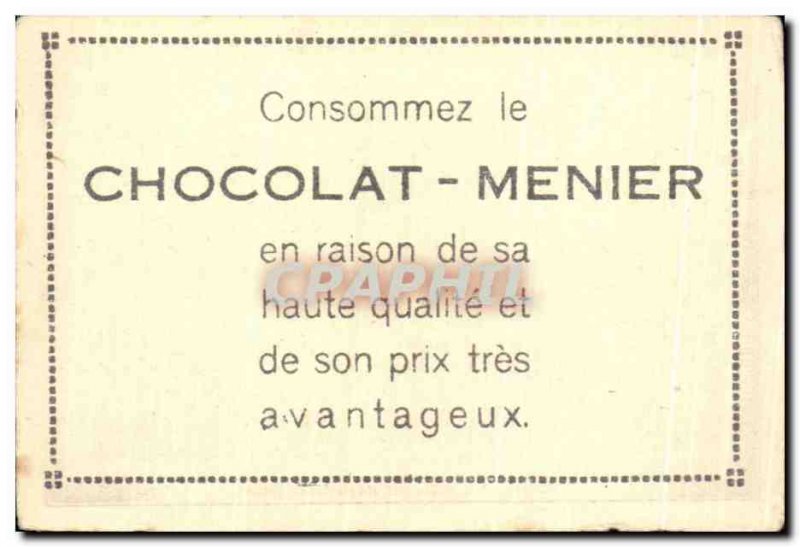 Consommez le
CHOCOLAT - MENIER
en raison de sa
CPAPHIL
haute qualité et
de son prix très
avantageux.